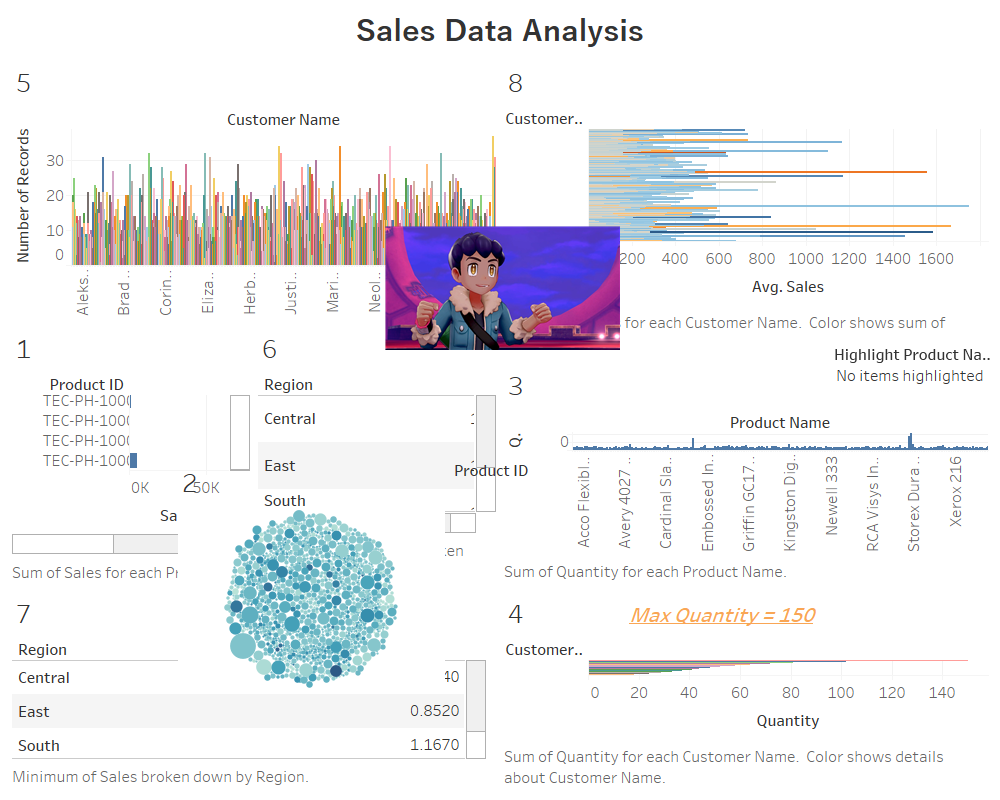 Sales Data Analysis
5
Customer Name
Number of Records
30
20
10
0
Aleks..
Brad ..
Corin..
Eliza..
Herb..
Justi..
Mari..
Neol..
8
Customer..
200 400 600 800 1000 1200 1400 1600
Avg. Sales
for each Customer Name. Color shows sum of
Highlight Product Na..
No items highlighted
1
Product ID
TEC-PH-1000
TEC-PH-1000
TEC-PH-1000
TEC-PH-1000
0K 50K
Sa
Sum of Sales for each Pr
6
Region
Central
East
South
ken
2
Product ID
3
Product Name
Q..
0
Acco Flexibl..
Avery 4027 ..
Cardinal Sla..
Embossed In..
Griffin GC17..
Kingston Dig..
Newell 333
RCA Visys In..
Storex Dura ..
Xerox 216
Sum of Quantity for each Product Name.
7
Region
Central 40
East 0.8520
South 1.1670
Minimum of Sales broken down by Region.
4
Max Quantity = 150
Customer..
0 20 40 60 80 100 120 140
Quantity
Sum of Quantity for each Customer Name. Color shows details
about Customer Name.